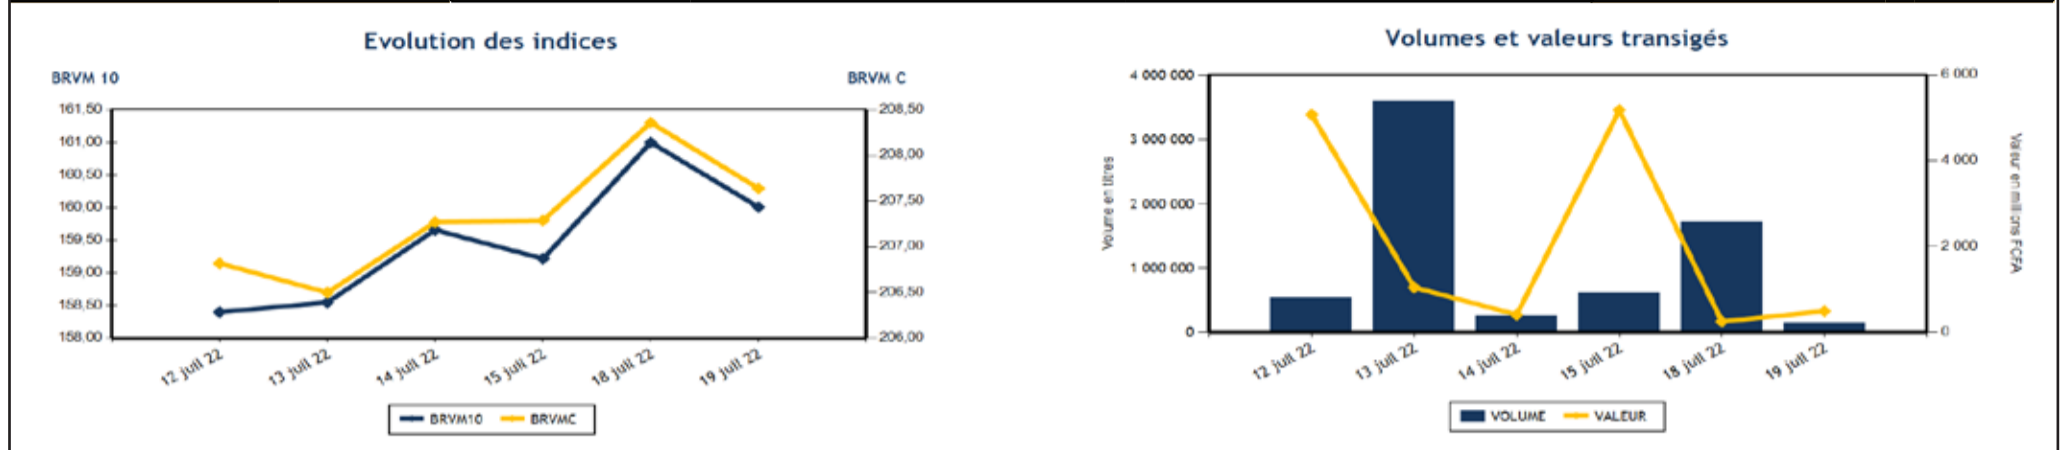 Evolution des indices
BRVM 10
BRVM C
161,50
161,00
160,50
160,00
159,50
159,00
158,50
158,00
208,50
208,00
207,50
207,00
206,50
206,00
12 juil 22
13 juil 22
14 juil 22
15 juil 22
18 juil 22
19 juil 22
BRVM10
BRVMC
Volumes et valeurs transigés
Volume en titres
4 000 000
3 000 000
2 000 000
1 000 000
0
6 000
4 000
2 000
0
Valeur en millions FCFA
12 juil 22
13 juil 22
14 juil 22
15 juil 22
18 juil 22
19 juil 22
VOLUME
VALEUR